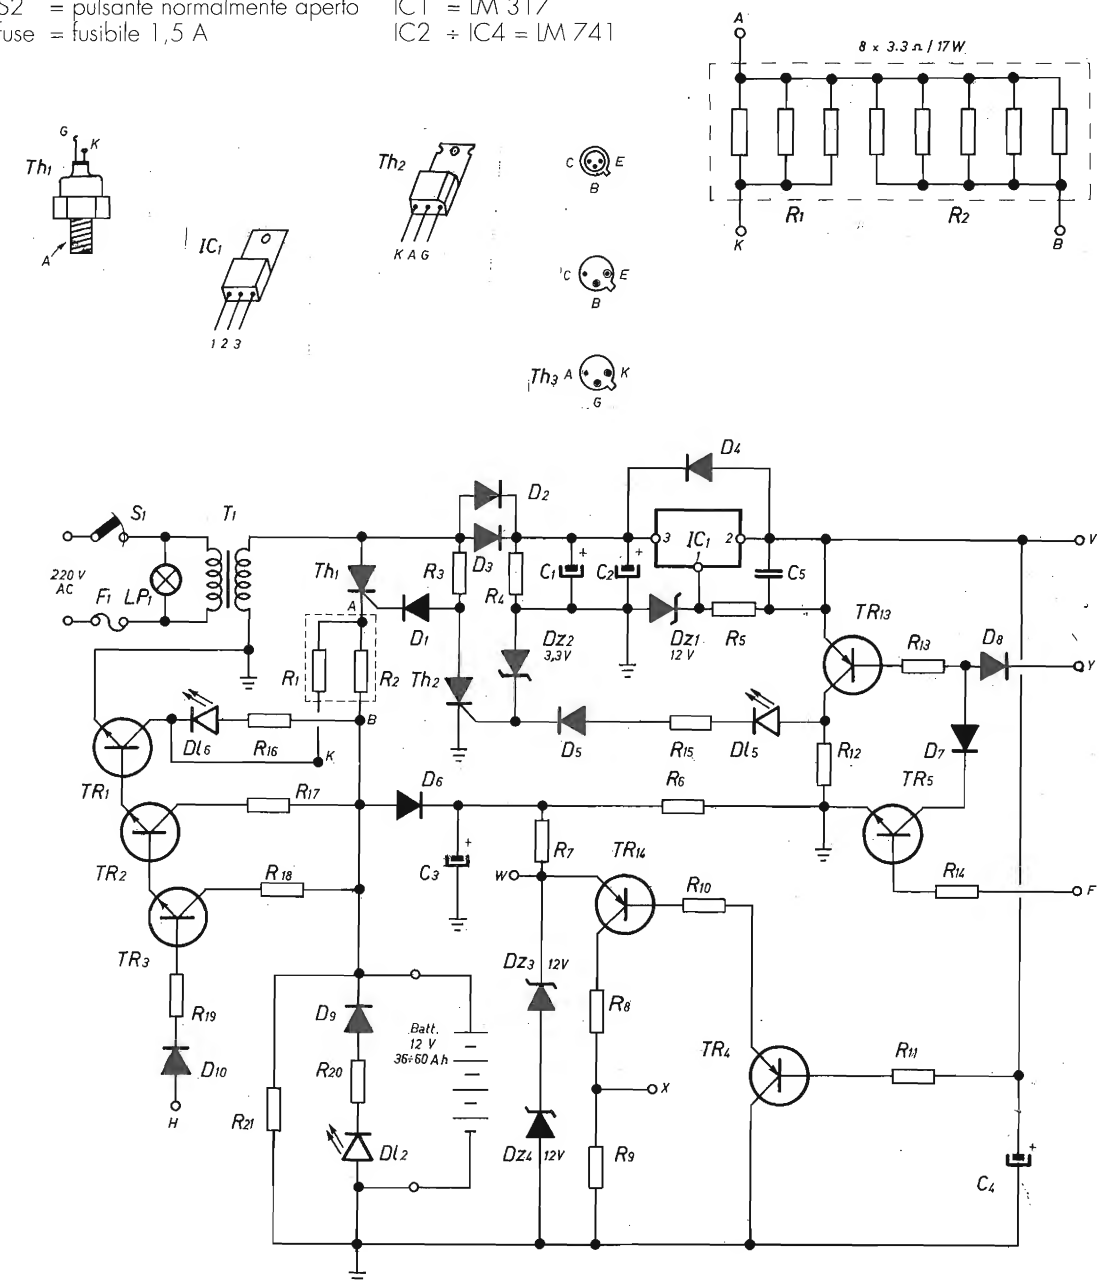 S2 = pulsante normalmente aperto IC1 = LM 317
fuse = fusibile 1,5 A IC2 ÷ IC4 = LM 741
A
8 x 3.3 Ω / 17W
R1 R2
K B
G K
Th1
A
IC1
1 2 3
Th2
K A G
C E
B
C E
B
Th3 A K
G
D4
S1 T1 D2
220 V
AC
F1 LP1
Th1 R3 D3 R4 C1 + C2 + 3 IC1 2 1 C5 V
A D1 Dz2 3,3V Dz1 12 V R5 TR13
R1 R2 Th2 R13 D8 Y
B
Dl6 R16 K D5 R15 Dl5 R12 D7
TR1 R17 D6 R6 TR5
TR2 R18 C3 + R7 TR14 R10 R14 F
W
TR3 Dz3 12V
R19 D9 Batt.
12 V
36÷60 Ah
R8 TR4 R11
D10 R20 X
H R21 Dl2 Dz4 12V R9 C4 +